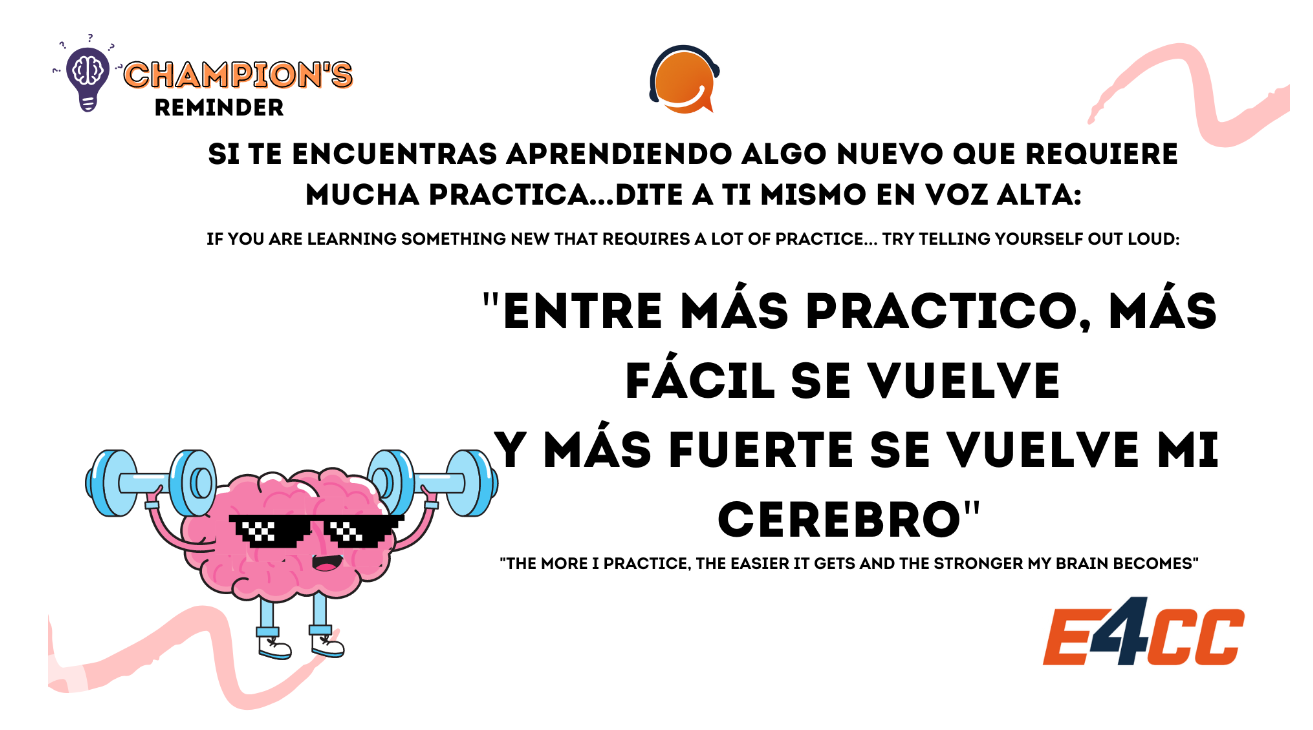 CHAMPION'S
REMINDER
SI TE ENCUENTRAS APRENDIENDO ALGO NUEVO QUE REQUIERE
MUCHA PRACTICA...DITE A TI MISMO EN VOZ ALTA:
IF YOU ARE LEARNING SOMETHING NEW THAT REQUIRES A LOT OF PRACTICE... TRY TELLING YOURSELF OUT LOUD:
"ENTRE MÁS PRACTICO, MÁS
FÁCIL SE VUELVE
Y MÁS FUERTE SE VUELVE MI
CEREBRO"
"THE MORE I PRACTICE, THE EASIER IT GETS AND THE STRONGER MY BRAIN BECOMES"
E4CC